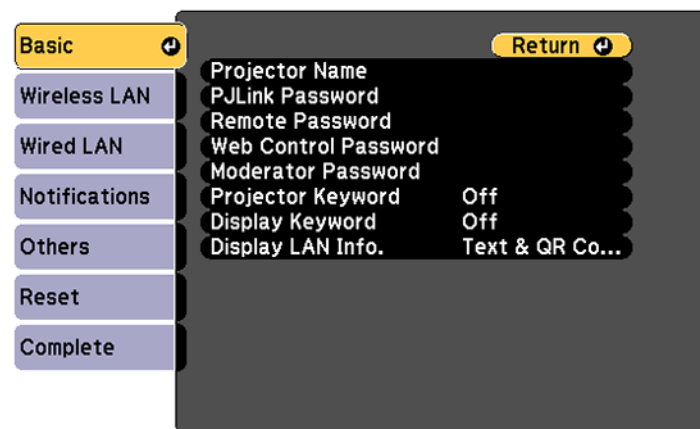 Basic
Wireless LAN
Wired LAN
Notifications
Others
Reset
Complete
Return
Projector Name
PJLink Password
Remote Password
Web Control Password
Moderator Password
Projector Keyword Off
Display Keyword Off
Display LAN Info. Text & QR Co...